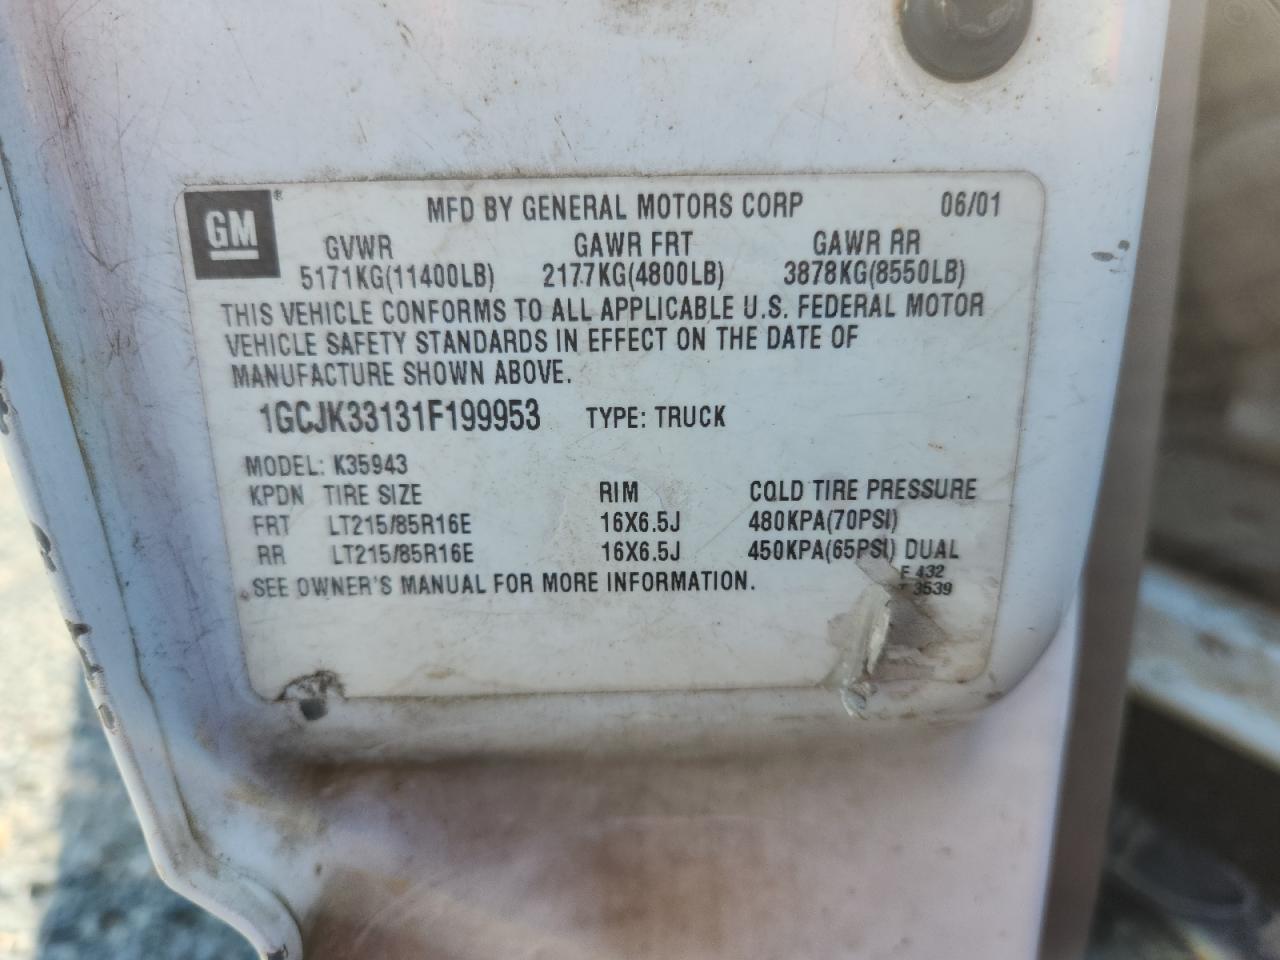 GM®
MFD BY GENERAL MOTORS CORP 06/01
GVWR GAWR FRT GAWR RR
5171KG(11400LB) 2177KG(4800LB) 3878KG(8550LB)
THIS VEHICLE CONFORMS TO ALL APPLICABLE U.S. FEDERAL MOTOR
VEHICLE SAFETY STANDARDS IN EFFECT ON THE DATE OF
MANUFACTURE SHOWN ABOVE.
1GCJK33131F199953 TYPE: TRUCK
MODEL: K35943
KPDN TIRE SIZE RIM COLD TIRE PRESSURE
FRT LT215/85R16E 16X6.5J 480KPA(70PSI)
RR LT215/85R16E 16X6.5J 450KPA(65PSI) DUAL
SEE OWNER'S MANUAL FOR MORE INFORMATION.
F 432
3539